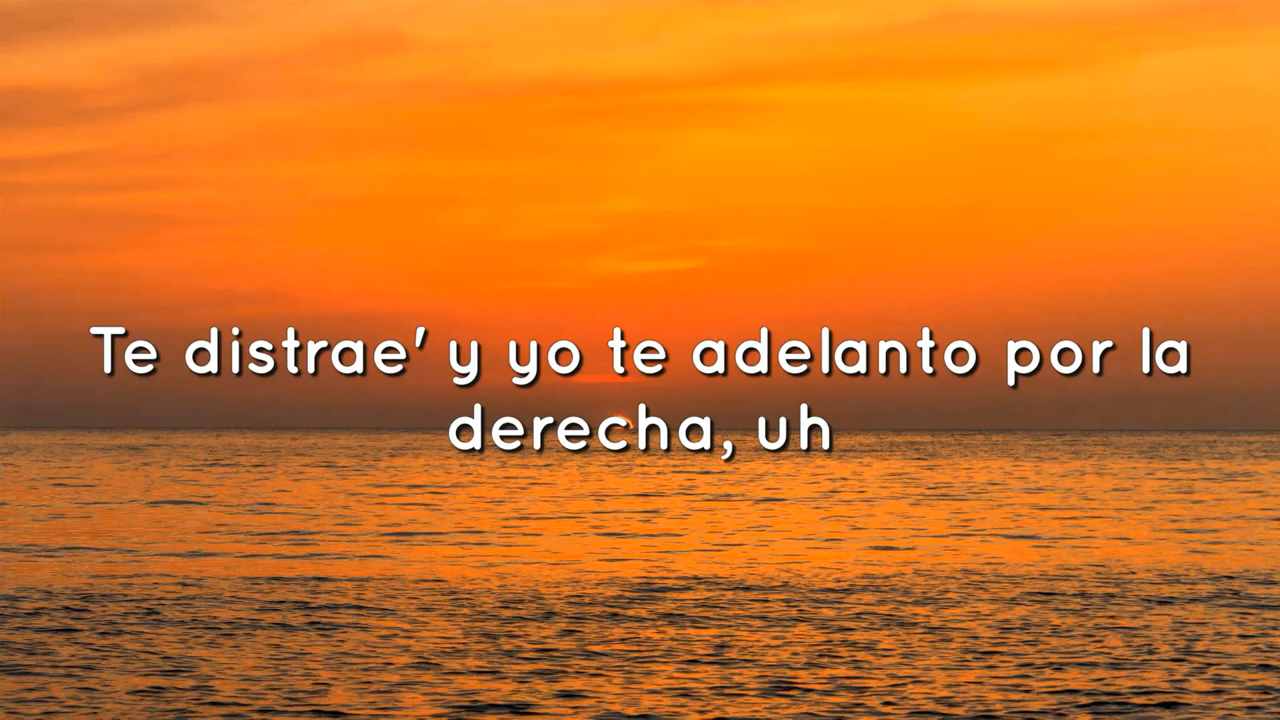 Te distrae' y yo te adelanto por la
derecha, uh